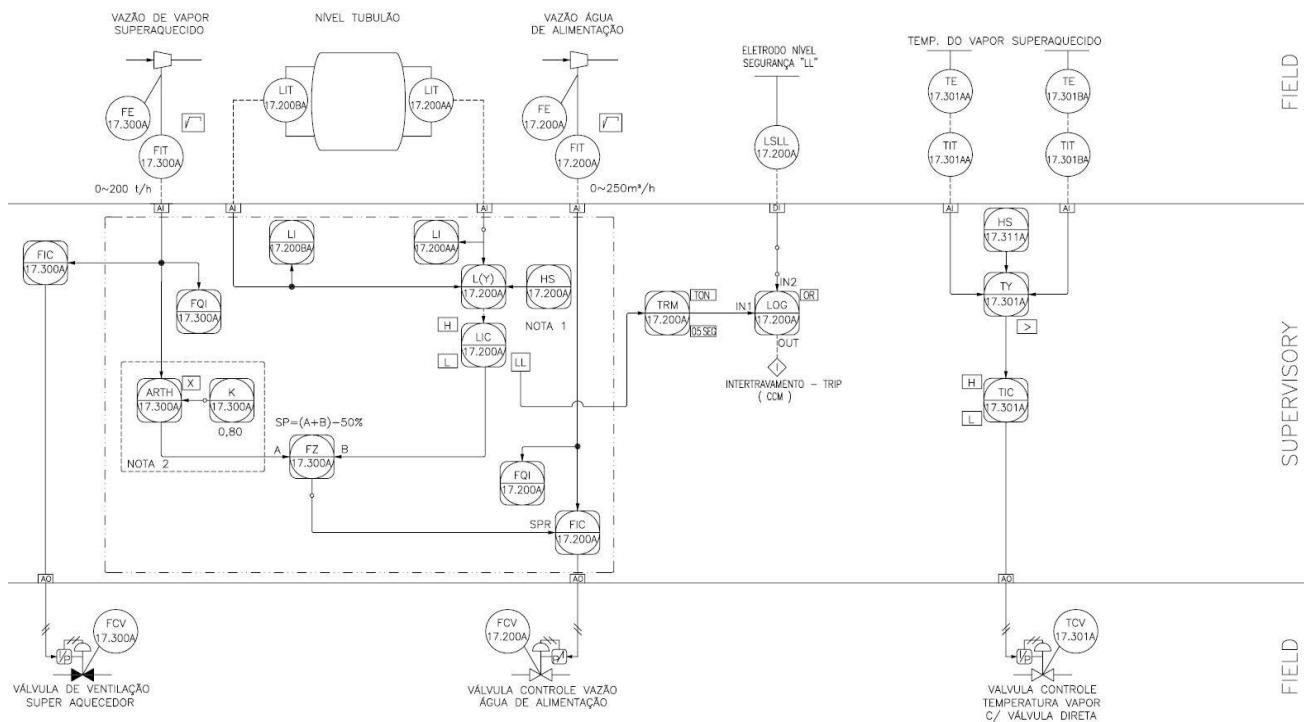 VAZÃO DE VAPOR
SUPERAQUECIDO
NÍVEL TUBULÃO
VAZÃO ÁGUA
DE ALIMENTAÇÃO
ELETRODO NÍVEL
SEGURANÇA "LL"
TEMP. DO VAPOR SUPERAQUECIDO
FIELD
FE
17.300A
FIT
17.300A
0~200 t/h
LIT
17.200BA
LIT
17.200AA
FE
17.200A
FIT
17.200A
0~250m³/h
LSLL
17.200A
TE
17.301AA
TE
17.301BA
TIT
17.301AA
TIT
17.301BA
AI
AI
AI
AI
DI
AI
AI
SUPERVISORY
FIC
17.300A
FQI
17.300A
LI
17.200BA
LI
17.200AA
L(Y)
17.200A
HS
17.200A
NOTA 1
H
L
LIC
17.200A
LL
TRM
17.200A
TON
05 SEG
IN1
IN2
LOG
17.200A
OR
OUT
I
INTERTRAVAMENTO - TRIP
( CCM )
HS
17.311A
TY
17.301A
>
H
L
TIC
17.301A
ARTH
17.300A
X
K
17.300A
0,80
NOTA 2
SP=(A+B)-50%
A
FZ
17.300A
B
FQI
17.200A
SPR
FIC
17.200A
AO
AO
AO
FIELD
FCV
17.300A
I/P
VÁLVULA DE VENTILAÇÃO
SUPER AQUECEDOR
FCV
17.200A
VÁLVULA CONTROLE VAZÃO
ÁGUA DE ALIMENTAÇÃO
TCV
17.301A
I/P
VALVULA CONTROLE
TEMPERATURA VAPOR
C/ VÁLVULA DIRETA